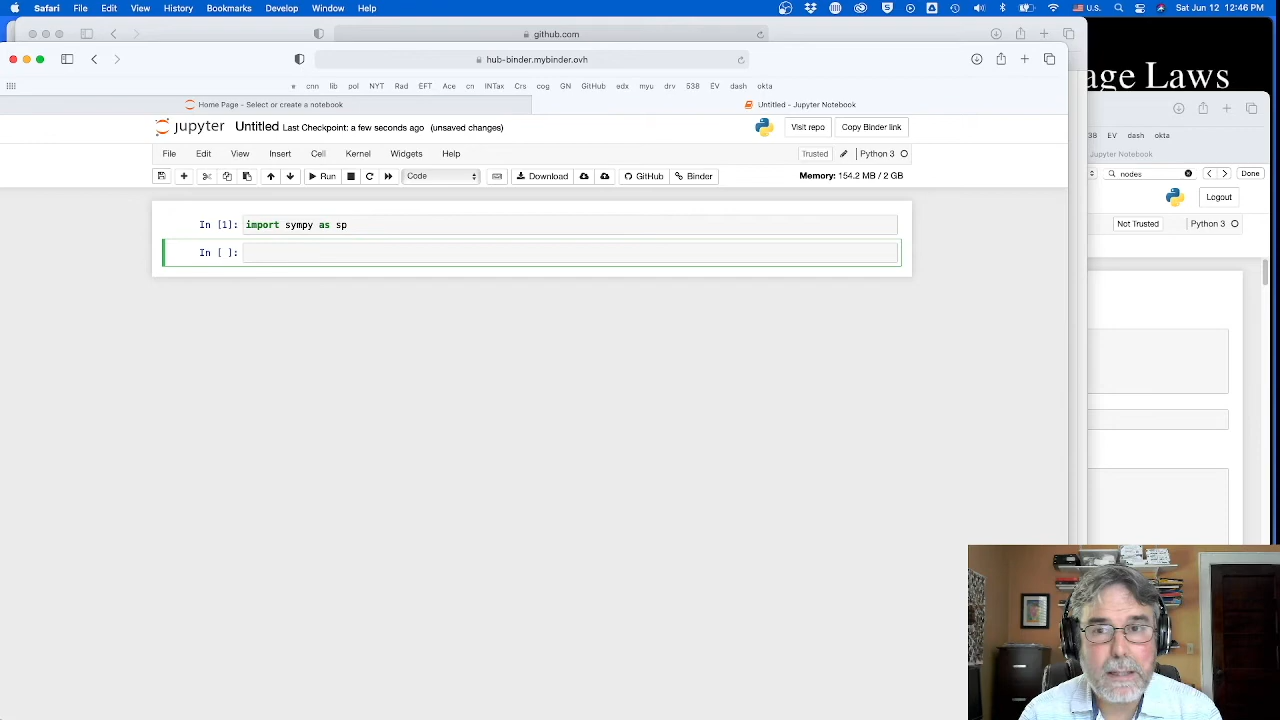 Safari File Edit View History Bookmarks Develop Window Help U.S. Sat Jun 12 12:46 PM
github.com
age Laws
hub-binder.mybinder.ovh
cnn lib pol NYT Rad EFT Ace cn INTax Crs cog GN GitHub edx myu drv 538 EV dash okta
Home Page - Select or create a notebook Untitled - Jupyter Notebook
jupyter Untitled Last Checkpoint: a few seconds ago (unsaved changes) Visit repo Copy Binder link
File Edit View Insert Cell Kernel Widgets Help Trusted Python 3
Run Code Download GitHub Binder Memory: 154.2 MB / 2 GB
In [1]: import sympy as sp
In [ ]:
38 EV dash okta
Jupyter Notebook
nodes Done
Logout
Not Trusted Python 3